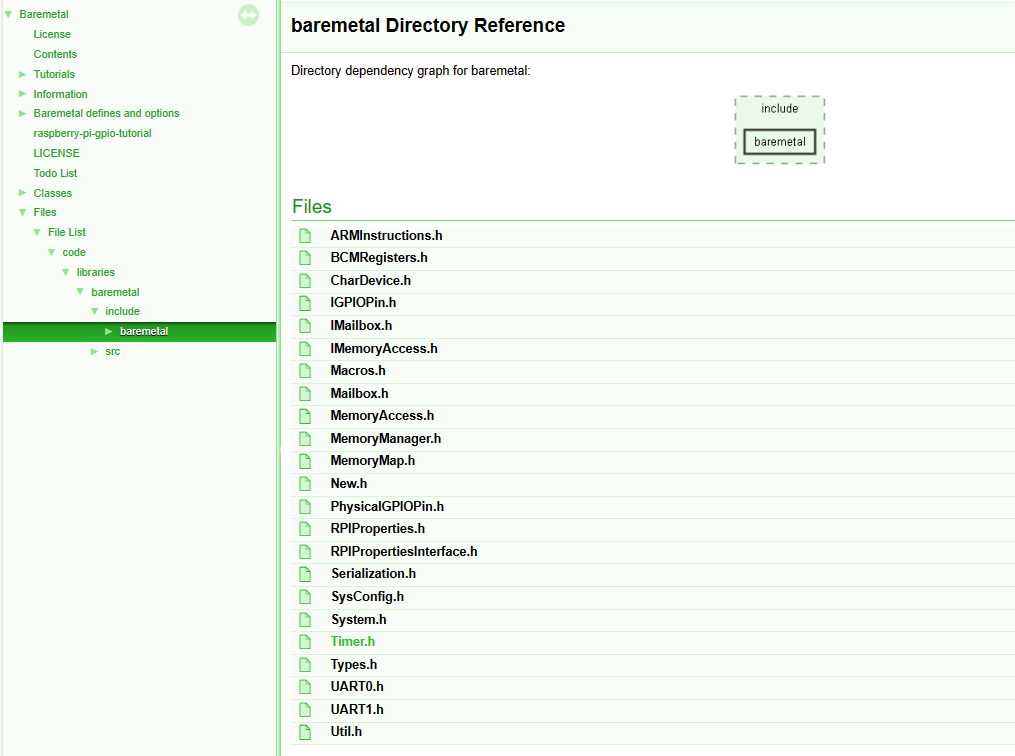 Baremetal
License
Contents
Tutorials
Information
Baremetal defines and options
raspberry-pi-gpio-tutorial
LICENSE
Todo List
Classes
Files
File List
code
libraries
baremetal
include
baremetal
src
baremetal Directory Reference
Directory dependency graph for baremetal:
include
baremetal
Files
ARMInstructions.h
BCMRegisters.h
CharDevice.h
IGPIOPin.h
IMailbox.h
IMemoryAccess.h
Macros.h
Mailbox.h
MemoryAccess.h
MemoryManager.h
MemoryMap.h
New.h
PhysicalGPIOPin.h
RPIProperties.h
RPIPropertiesInterface.h
Serialization.h
SysConfig.h
System.h
Timer.h
Types.h
UART0.h
UART1.h
Util.h